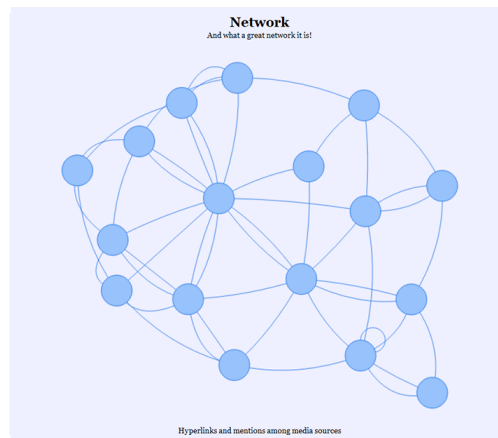 Network
And what a great network it is!
Hyperlinks and mentions among media sources